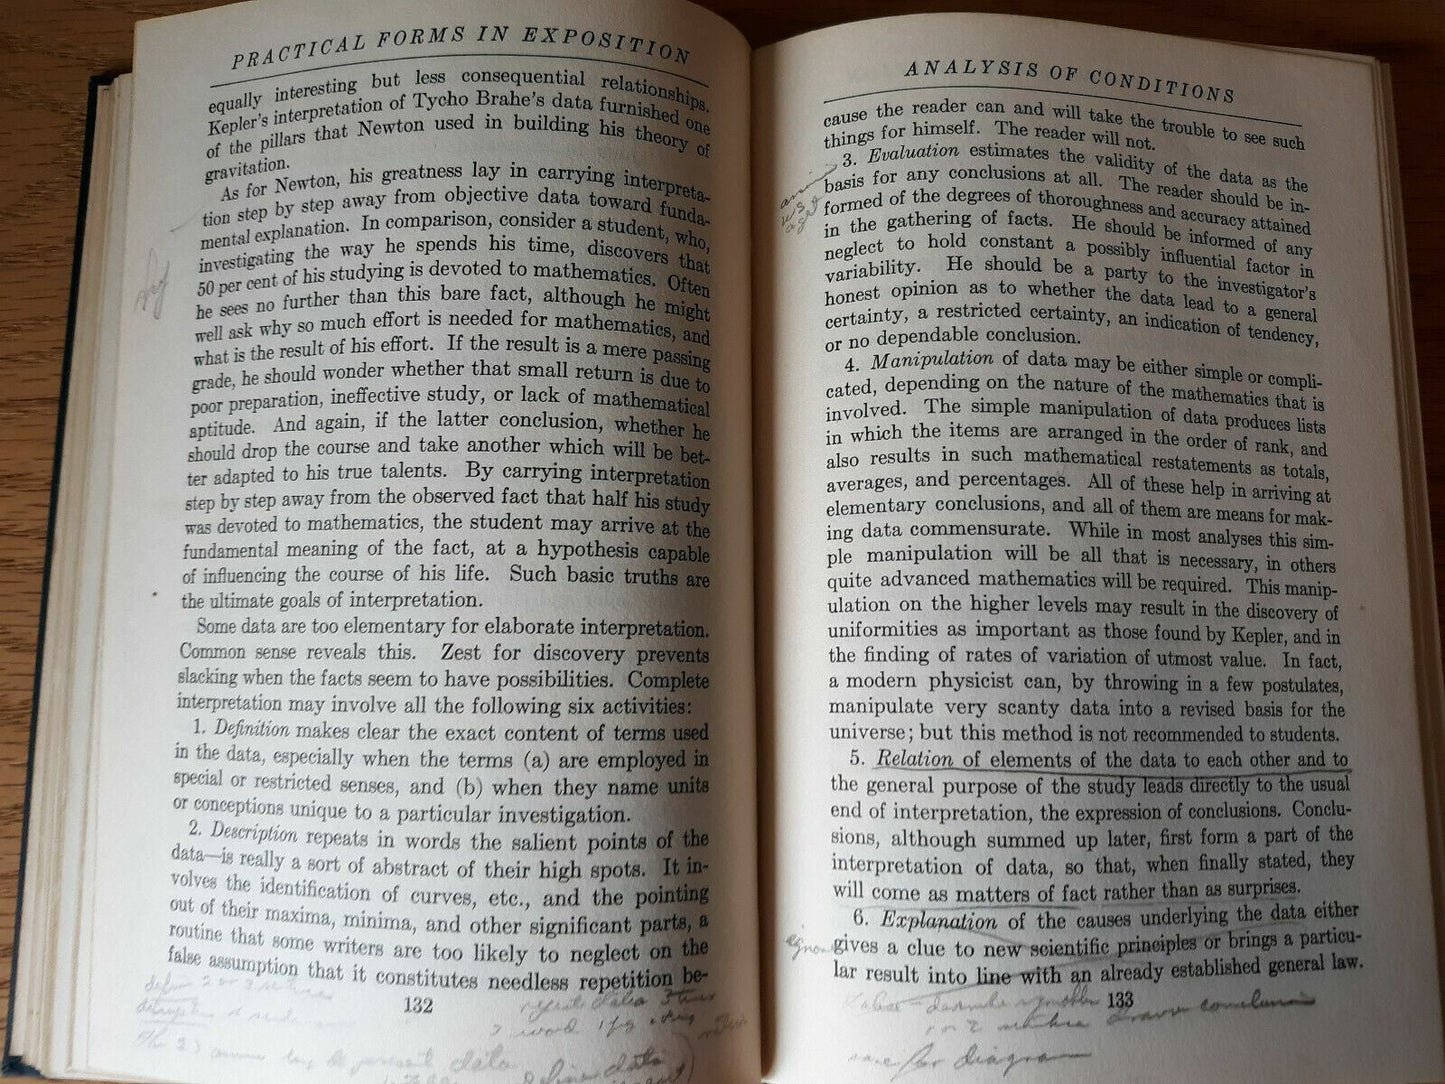 PRACTICAL FORMS IN EXPOSITION
equally interesting but less consequential relationships.
Kepler's interpretation of Tycho Brahe's data furnished one
of the pillars that Newton used in building his theory of
gravitation.
As for Newton, his greatness lay in carrying interpreta-
tion step by step away from objective data toward funda-
mental explanation. In comparison, consider a student, who,
investigating the way he spends his time, discovers that
50 per cent of his studying is devoted to mathematics. Often
he sees no further than this bare fact, although he might
well ask why so much effort is needed for mathematics, and
what is the result of his effort. If the result is a mere passing
grade, he should wonder whether that small return is due to
poor preparation, ineffective study, or lack of mathematical
aptitude. And again, if the latter conclusion, whether he
should drop the course and take another which will be bet-
ter adapted to his true talents. By carrying interpretation
step by step away from the observed fact that half his study
was devoted to mathematics, the student may arrive at the
fundamental meaning of the fact, at a hypothesis capable
of influencing the course of his life. Such basic truths are
the ultimate goals of interpretation.
Some data are too elementary for elaborate interpretation.
Common sense reveals this. Zest for discovery prevents
slacking when the facts seem to have possibilities. Complete
interpretation may involve all the following six activities:
1. Definition makes clear the exact content of terms used
in the data, especially when the terms (a) are employed in
special or restricted senses, and (b) when they name units
or conceptions unique to a particular investigation.
2. Description repeats in words the salient points of the
data—is really a sort of abstract of their high spots. It in-
volves the identification of curves, etc., and the pointing
out of their maxima, minima, and other significant parts, a
routine that some writers are too likely to neglect on the
false assumption that it constitutes needless repetition be-
132
ANALYSIS OF CONDITIONS
cause the reader can and will take the trouble to see such
things for himself. The reader will not.
3. Evaluation estimates the validity of the data as the
basis for any conclusions at all. The reader should be in-
formed of the degrees of thoroughness and accuracy attained
in the gathering of facts. He should be informed of any
neglect to hold constant a possibly influential factor in
variability. He should be a party to the investigator's
honest opinion as to whether the data lead to a general
certainty, a restricted certainty, an indication of tendency,
or no dependable conclusion.
4. Manipulation of data may be either simple or compli-
cated, depending on the nature of the mathematics that is
involved. The simple manipulation of data produces lists
in which the items are arranged in the order of rank, and
also results in such mathematical restatements as totals,
averages, and percentages. All of these help in arriving at
elementary conclusions, and all of them are means for mak-
ing data commensurate. While in most analyses this sim-
ple manipulation will be all that is necessary, in others
quite advanced mathematics will be required. This manip-
ulation on the higher levels may result in the discovery of
uniformities as important as those found by Kepler, and in
the finding of rates of variation of utmost value. In fact,
a modern physicist can, by throwing in a few postulates,
manipulate very scanty data into a revised basis for the
universe; but this method is not recommended to students.
5. Relation of elements of the data to each other and to
the general purpose of the study leads directly to the usual
end of interpretation, the expression of conclusions. Conclu-
sions, although summed up later, first form a part of the
interpretation of data, so that, when finally stated, they
will come as matters of fact rather than as surprises.
6. Explanation of the causes underlying the data either
gives a clue to new scientific principles or brings a particu-
lar result into line with an already established general law.
133
for diagram